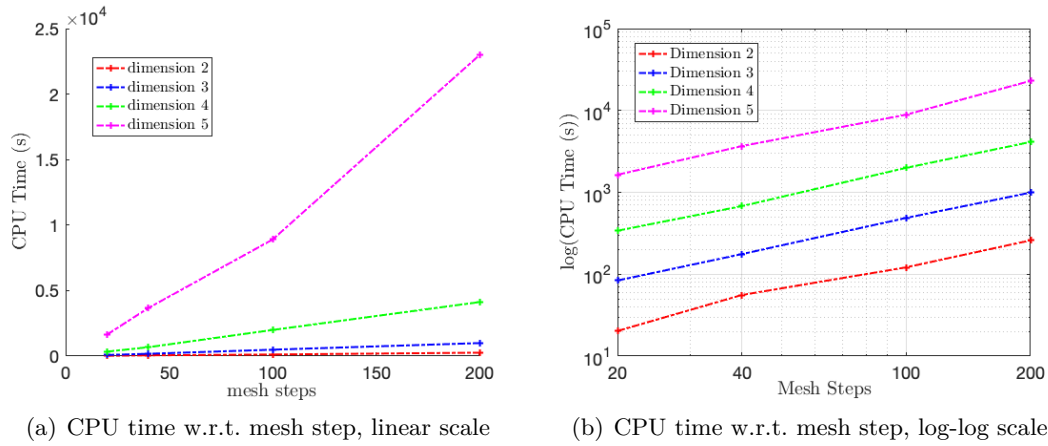 ×10⁴
2.5
2
1.5
1
0.5
0
CPU Time (s)
dimension 2
dimension 3
dimension 4
dimension 5
0 50 100 150 200
mesh steps
(a) CPU time w.r.t. mesh step, linear scale
10⁵
10⁴
10³
10²
10¹
log(CPU Time (s))
Dimension 2
Dimension 3
Dimension 4
Dimension 5
20 40 100 200
Mesh Steps
(b) CPU time w.r.t. mesh step, log-log scale